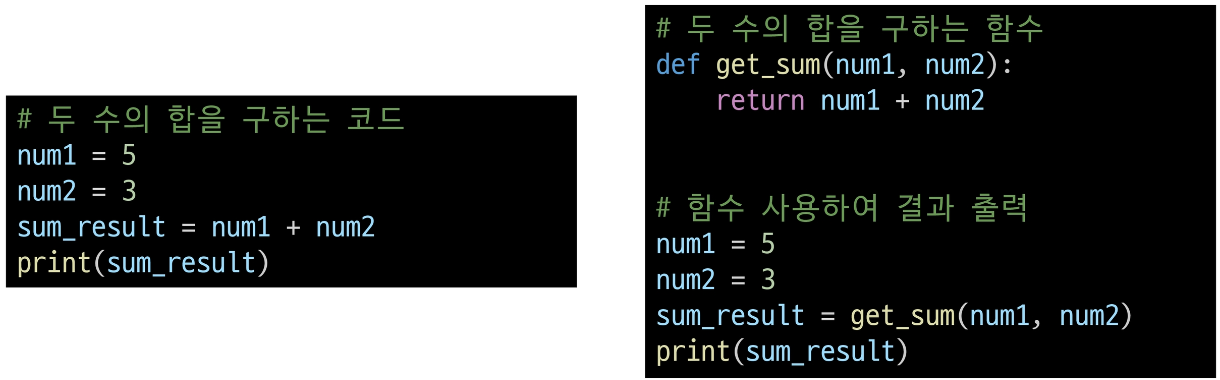 # 두 수의 합을 구하는 코드
num1 = 5
num2 = 3
sum_result = num1 + num2
print(sum_result)
# 두 수의 합을 구하는 함수
def get_sum(num1, num2):
    return num1 + num2
# 함수 사용하여 결과 출력
num1 = 5
num2 = 3
sum_result = get_sum(num1, num2)
print(sum_result)